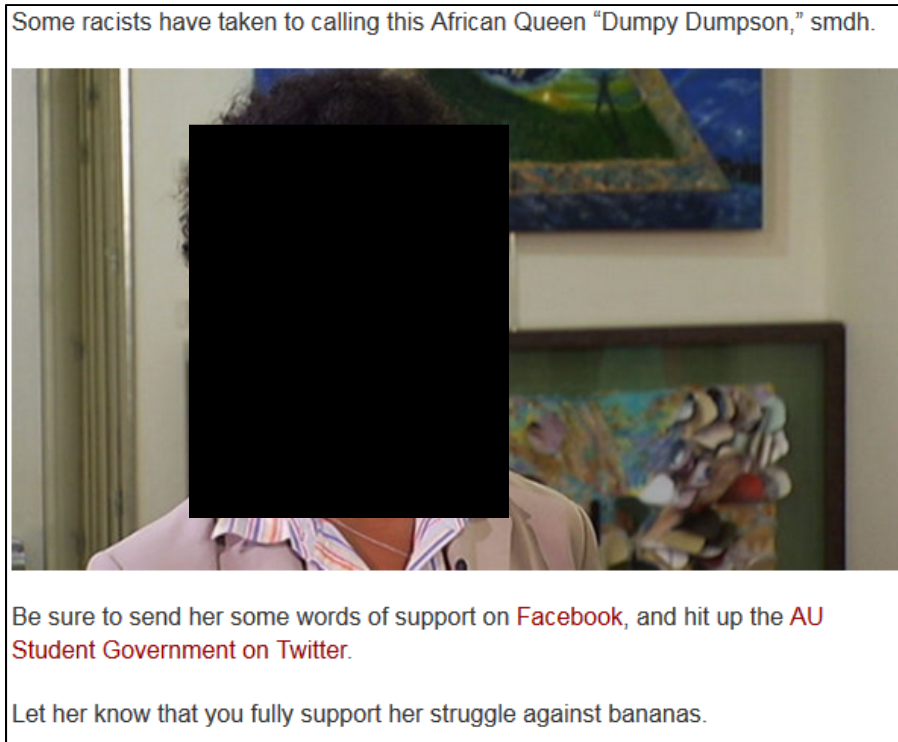 Some racists have taken to calling this African Queen “Dumpy Dumpson,” smdh.
Be sure to send her some words of support on Facebook, and hit up the AU
Student Government on Twitter.
Let her know that you fully support her struggle against bananas.